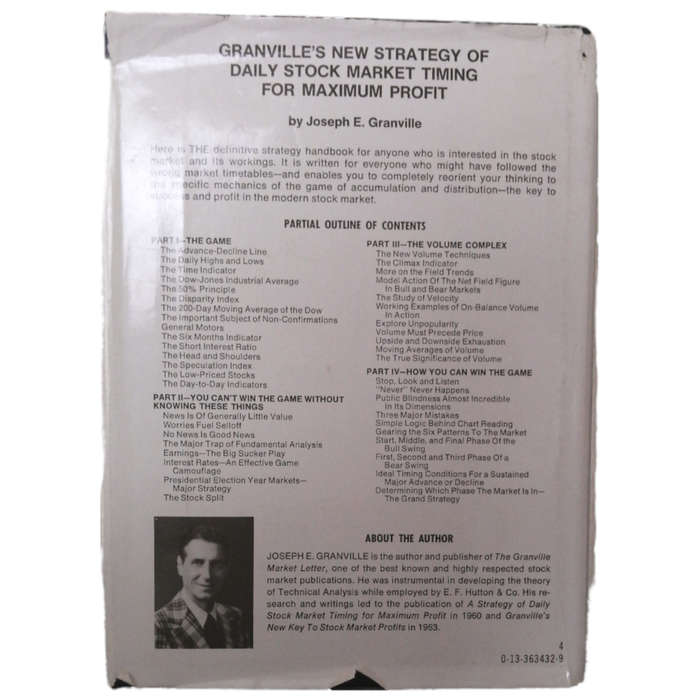 GRANVILLE'S NEW STRATEGY OF
DAILY STOCK MARKET TIMING
FOR MAXIMUM PROFIT
by Joseph E. Granville
Here is THE definitive strategy handbook for anyone who is interested in the stock
market and its workings. It is written for everyone who might have followed the
wrong market timetables—and enables you to completely reorient your thinking to
the specific mechanics of the game of accumulation and distribution—the key to
success and profit in the modern stock market.
PARTIAL OUTLINE OF CONTENTS
PART I—THE GAME
The Advance-Decline Line
The Daily Highs and Lows
The Time Indicator
The Dow-Jones Industrial Average
The 50% Principle
The Disparity Index
The 200-Day Moving Average of the Dow
The Important Subject of Non-Confirmations
General Motors
The Six Months Indicator
The Short Interest Ratio
The Head and Shoulders
The Speculation Index
The Low-Priced Stocks
The Day-to-Day Indicators
PART II—YOU CAN'T WIN THE GAME WITHOUT
KNOWING THESE THINGS
News Is Of Generally Little Value
Worries Fuel Selloff
No News Is Good News
The Major Trap of Fundamental Analysis
Earnings—The Big Sucker Play
Interest Rates—An Effective Game
Camouflage
Presidential Election Year Markets—
Major Strategy
The Stock Split
PART III—THE VOLUME COMPLEX
The New Volume Techniques
The Climax Indicator
More on the Field Trends
Model Action Of The Net Field Figure
In Bull and Bear Markets
The Study of Velocity
Working Examples of On-Balance Volume
In Action
Explore Unpopularity
Volume Must Precede Price
Upside and Downside Exhaustion
Moving Averages of Volume
The True Significance of Volume
PART IV—HOW YOU CAN WIN THE GAME
Stop, Look and Listen
"Never" Never Happens
Public Blindness Almost Incredible
In Its Dimensions
Three Major Mistakes
Simple Logic Behind Chart Reading
Gearing the Six Patterns To The Market
Start, Middle, and Final Phase Of the
Bull Swing
First, Second and Third Phase Of a
Bear Swing
Ideal Timing Conditions For a Sustained
Major Advance or Decline
Determining Which Phase The Market Is In—
The Grand Strategy
ABOUT THE AUTHOR
JOSEPH E. GRANVILLE is the author and publisher of The Granville
Market Letter, one of the best known and highly respected stock
market publications. He was instrumental in developing the theory
of Technical Analysis while employed by E. F. Hutton & Co. His re-
search and writings led to the publication of A Strategy of Daily
Stock Market Timing for Maximum Profit in 1960 and Granville's
New Key To Stock Market Profits in 1963.
4
0-13-363432-9